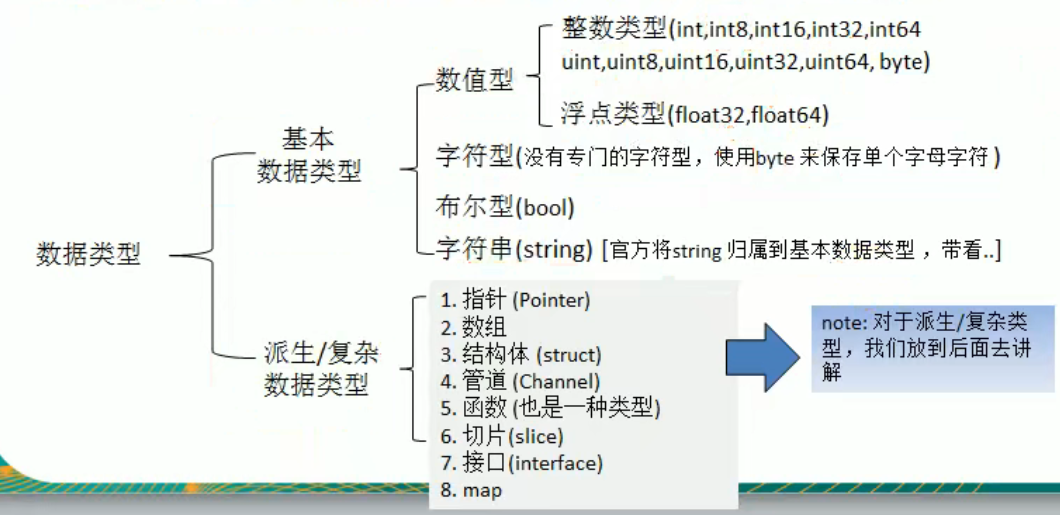 整数类型(int,int8,int16,int32,int64
uint,uint8,uint16,uint32,uint64, byte)
数值型
浮点类型(float32,float64)
基本
数据类型
字符型(没有专门的字符型，使用byte 来保存单个字母字符 )
布尔型(bool)
数据类型
字符串(string) [官方将string 归属到基本数据类型 ，带看..]
派生/复杂
数据类型
1. 指针 (Pointer)
2. 数组
3. 结构体 (struct)
4. 管道 (Channel)
5. 函数 (也是一种类型)
6. 切片(slice)
7. 接口(interface)
8. map
note: 对于派生/复杂类
型，我们放到后面去讲
解